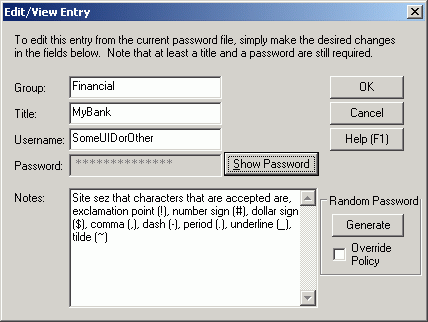 Edit/View Entry
To edit this entry from the current password file, simply make the desired changes
in the fields below.  Note that at least a title and a password are still required.
Group: Financial OK
Title: MyBank Cancel
Username: SomeUIDorOther Help (F1)
Password: ************** Show Password
Notes: Site sez that characters that are accepted are,
exclamation point (!), number sign (#), dollar sign
($), comma (,), dash (-), period (.), underline (_),
tilde (~)
Random Password
Generate
Override
Policy